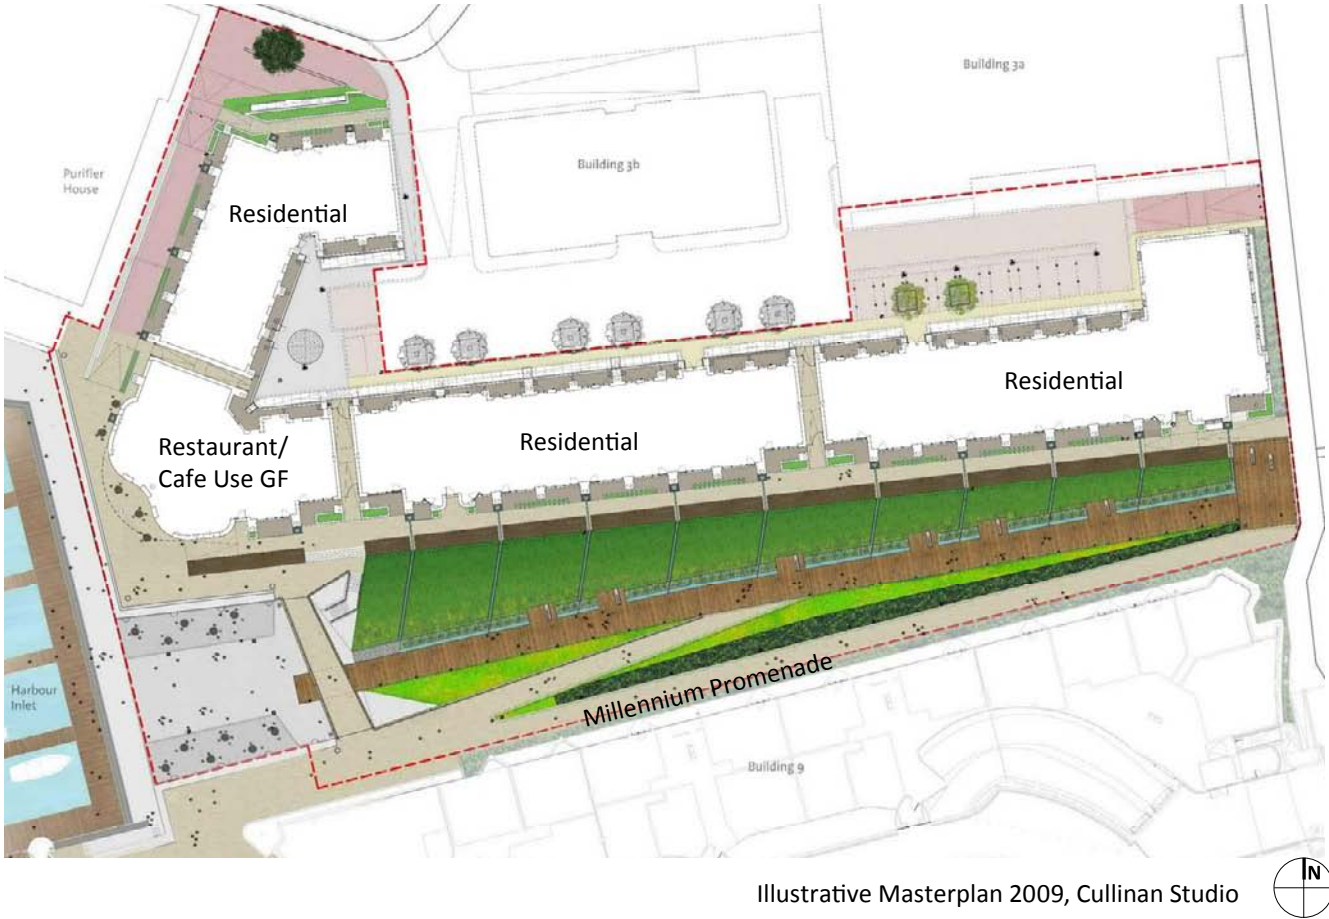 Building 3a
Building 3b
Purifier
House
Residential
Residential
Residential
Restaurant/
Cafe Use GF
Harbour
Inlet
Millennium Promenade
Building 9
Illustrative Masterplan 2009, Cullinan Studio
N